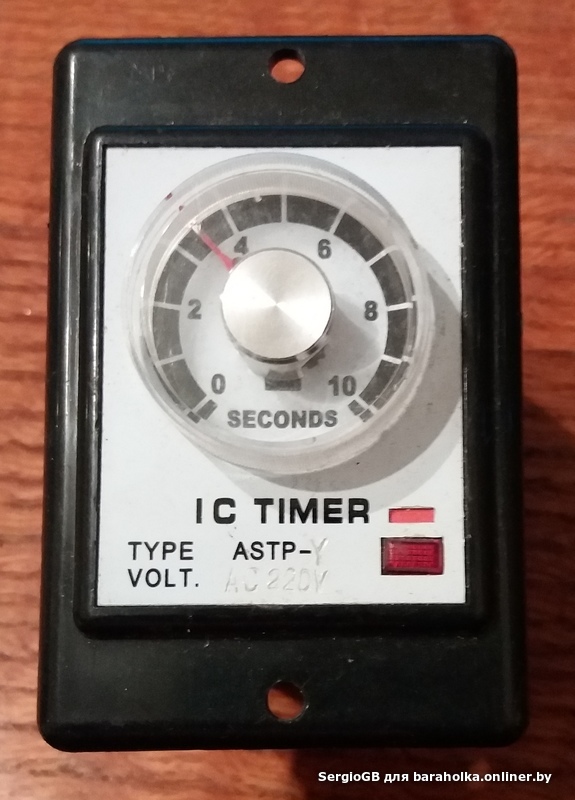 4 6
2 8
0 10
SECONDS
IC TIMER
TYPE ASTP-Y
VOLT. AC 220V
SergioGB для baraholka.onliner.by